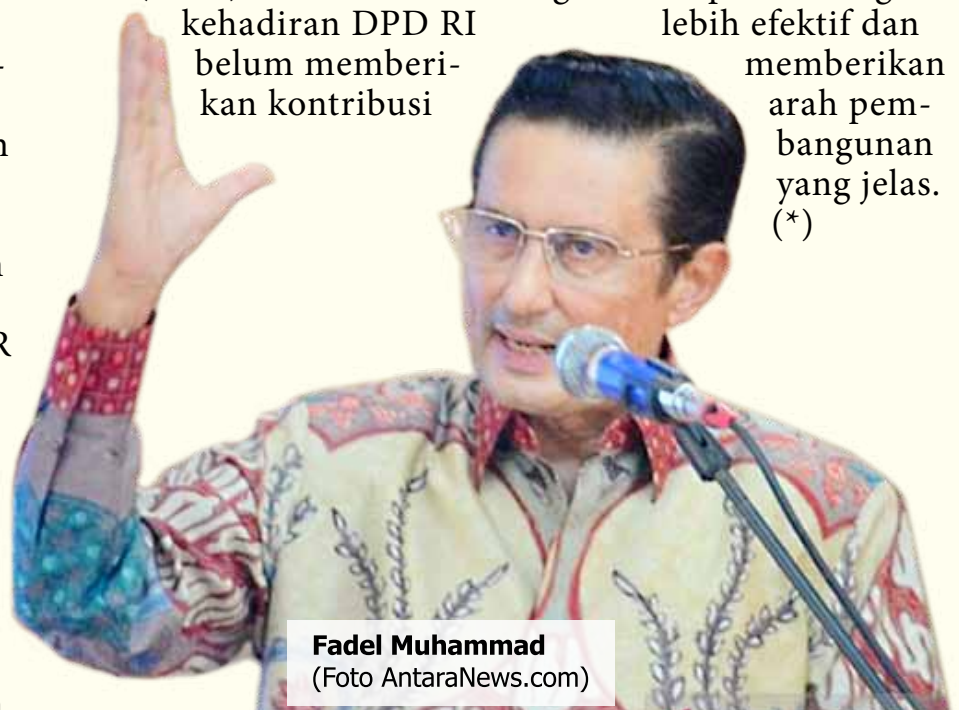 kehadiran DPD RI
belum memberi-
kan kontribusi
lebih efektif dan
memberikan
arah pem-
bangunan
yang jelas.
(*)
Fadel Muhammad
(Foto AntaraNews.com)